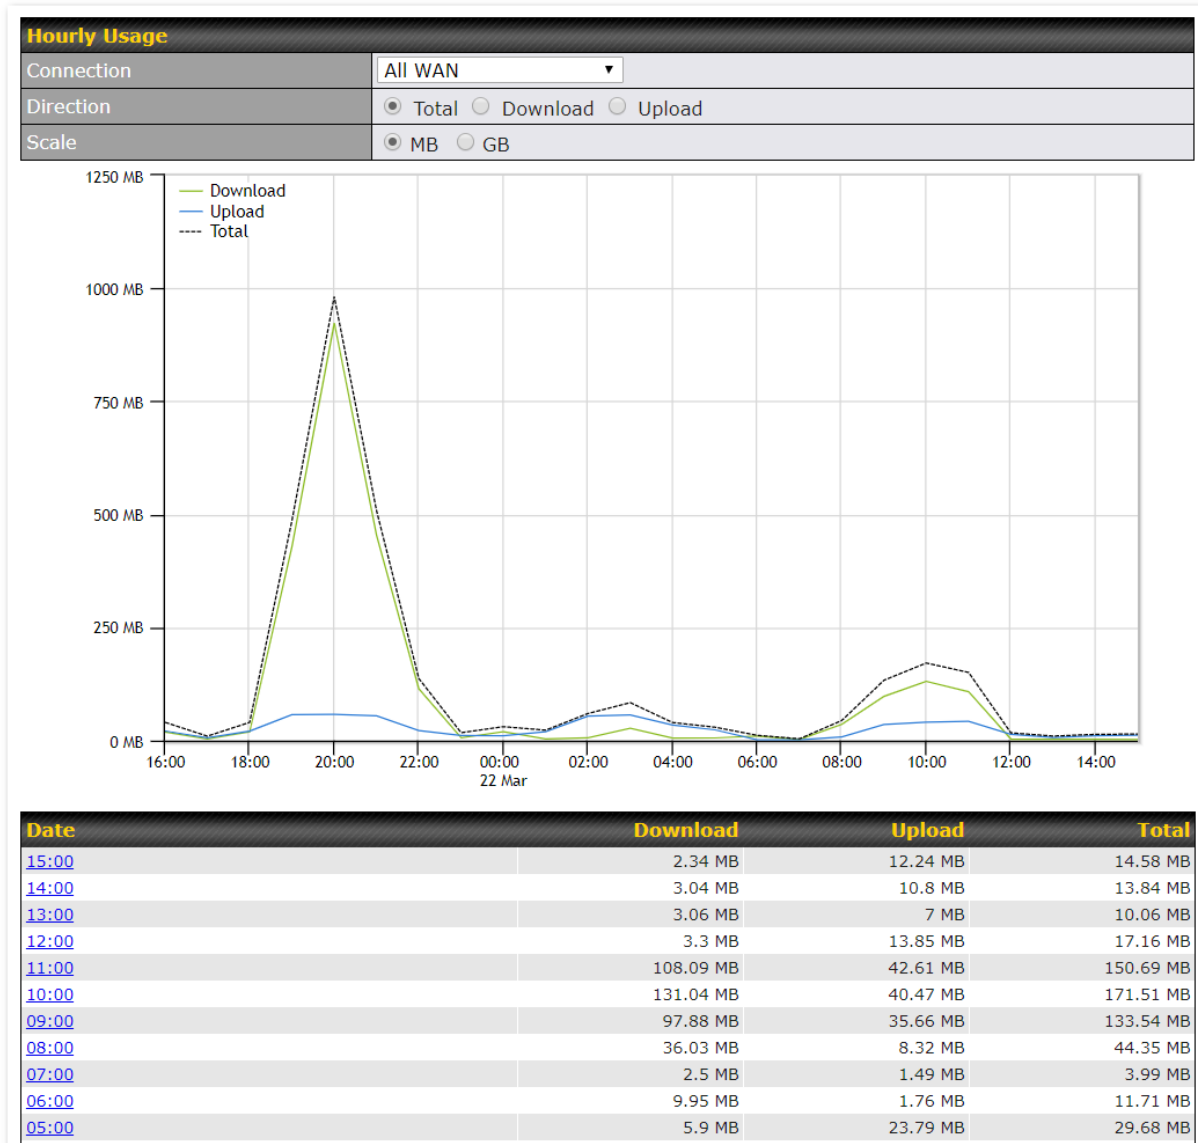 Hourly Usage
Connection All WAN
Direction Total Download Upload
Scale MB GB
1250 MB
Download
Upload
Total
1000 MB
750 MB
500 MB
250 MB
0 MB
16:00 18:00 20:00 22:00 00:00 02:00 04:00 06:00 08:00 10:00 12:00 14:00
22 Mar
Date Download Upload Total
15:00 2.34 MB 12.24 MB 14.58 MB
14:00 3.04 MB 10.8 MB 13.84 MB
13:00 3.06 MB 7 MB 10.06 MB
12:00 3.3 MB 13.85 MB 17.16 MB
11:00 108.09 MB 42.61 MB 150.69 MB
10:00 131.04 MB 40.47 MB 171.51 MB
09:00 97.88 MB 35.66 MB 133.54 MB
08:00 36.03 MB 8.32 MB 44.35 MB
07:00 2.5 MB 1.49 MB 3.99 MB
06:00 9.95 MB 1.76 MB 11.71 MB
05:00 5.9 MB 23.79 MB 29.68 MB